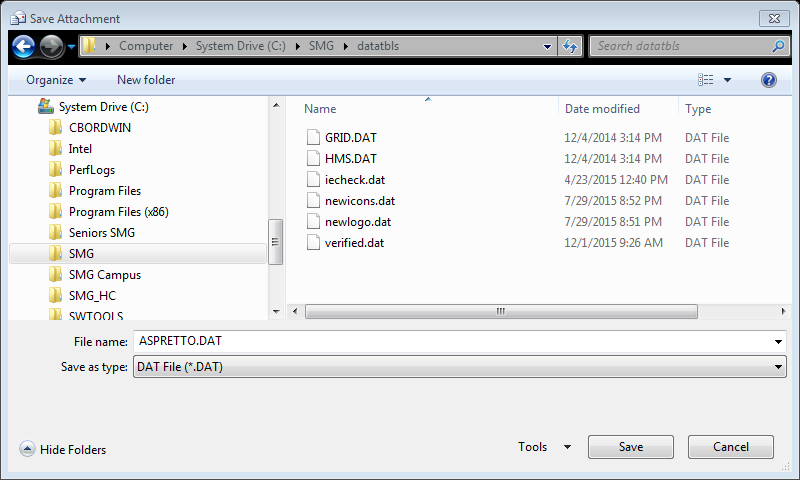 Save Attachment
Computer System Drive (C:) SMG datatbls Search datatbls
Organize New folder
System Drive (C:)
CBORDWIN
Intel
PerfLogs
Program Files
Program Files (x86)
Seniors SMG
SMG
SMG Campus
SMG_HC
SWTOOLS
Name Date modified Type
GRID.DAT 12/4/2014 3:14 PM DAT File
HMS.DAT 12/4/2014 3:14 PM DAT File
iecheck.dat 4/23/2015 12:40 PM DAT File
newicons.dat 7/29/2015 8:52 PM DAT File
newlogo.dat 7/29/2015 8:51 PM DAT File
verified.dat 12/1/2015 9:26 AM DAT File
File name: ASPRETTO.DAT
Save as type: DAT File (*.DAT)
Hide Folders Tools Save Cancel